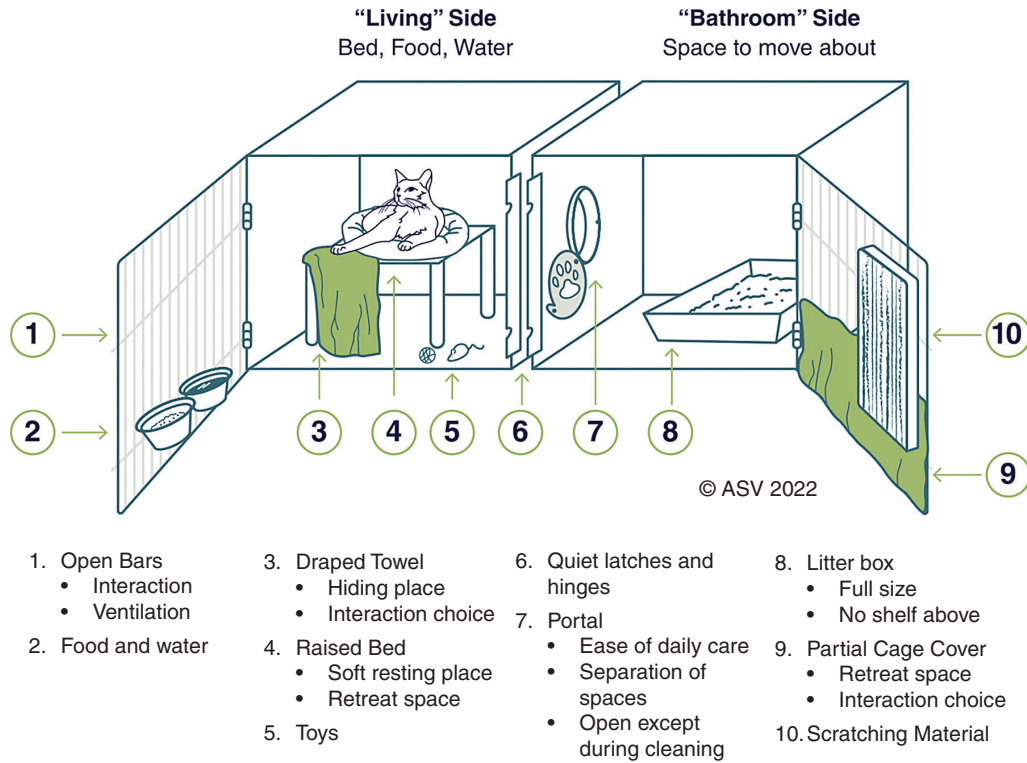 “Living” Side
Bed, Food, Water
“Bathroom” Side
Space to move about
1
2
3
4
5
6
7
8
10
9
© ASV 2022
1. Open Bars
• Interaction
• Ventilation
2. Food and water
3. Draped Towel
• Hiding place
• Interaction choice
4. Raised Bed
• Soft resting place
• Retreat space
5. Toys
6. Quiet latches and
hinges
7. Portal
• Ease of daily care
• Separation of
spaces
• Open except
during cleaning
8. Litter box
• Full size
• No shelf above
9. Partial Cage Cover
• Retreat space
• Interaction choice
10. Scratching Material